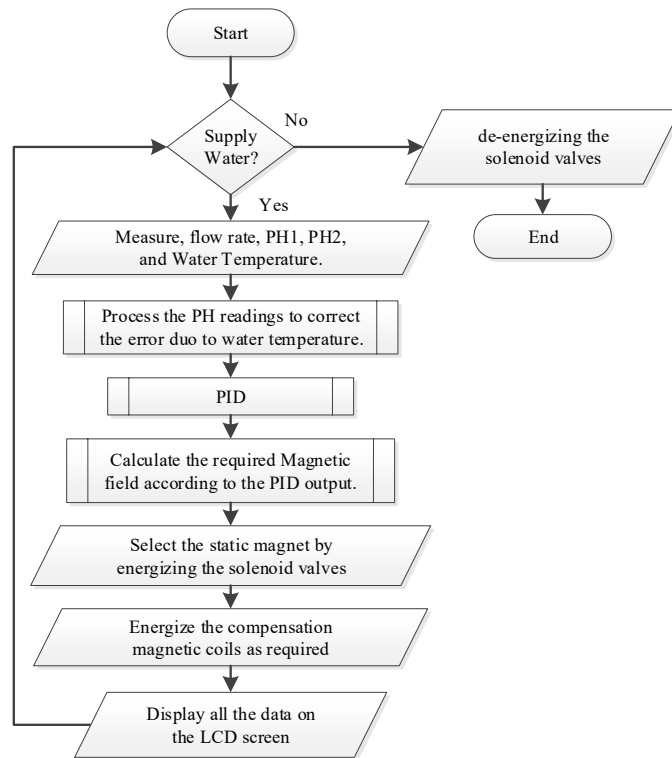 Start
Supply
Water?
No
de-energizing the
solenoid valves
End
Yes
Measure, flow rate, PH1, PH2,
and Water Temperature.
Process the PH readings to correct
the error duo to water temperature.
PID
Calculate the required Magnetic
field according to the PID output.
Select the static magnet by
energizing the solenoid valves
Energize the compensation
magnetic coils as required
Display all the data on
the LCD screen